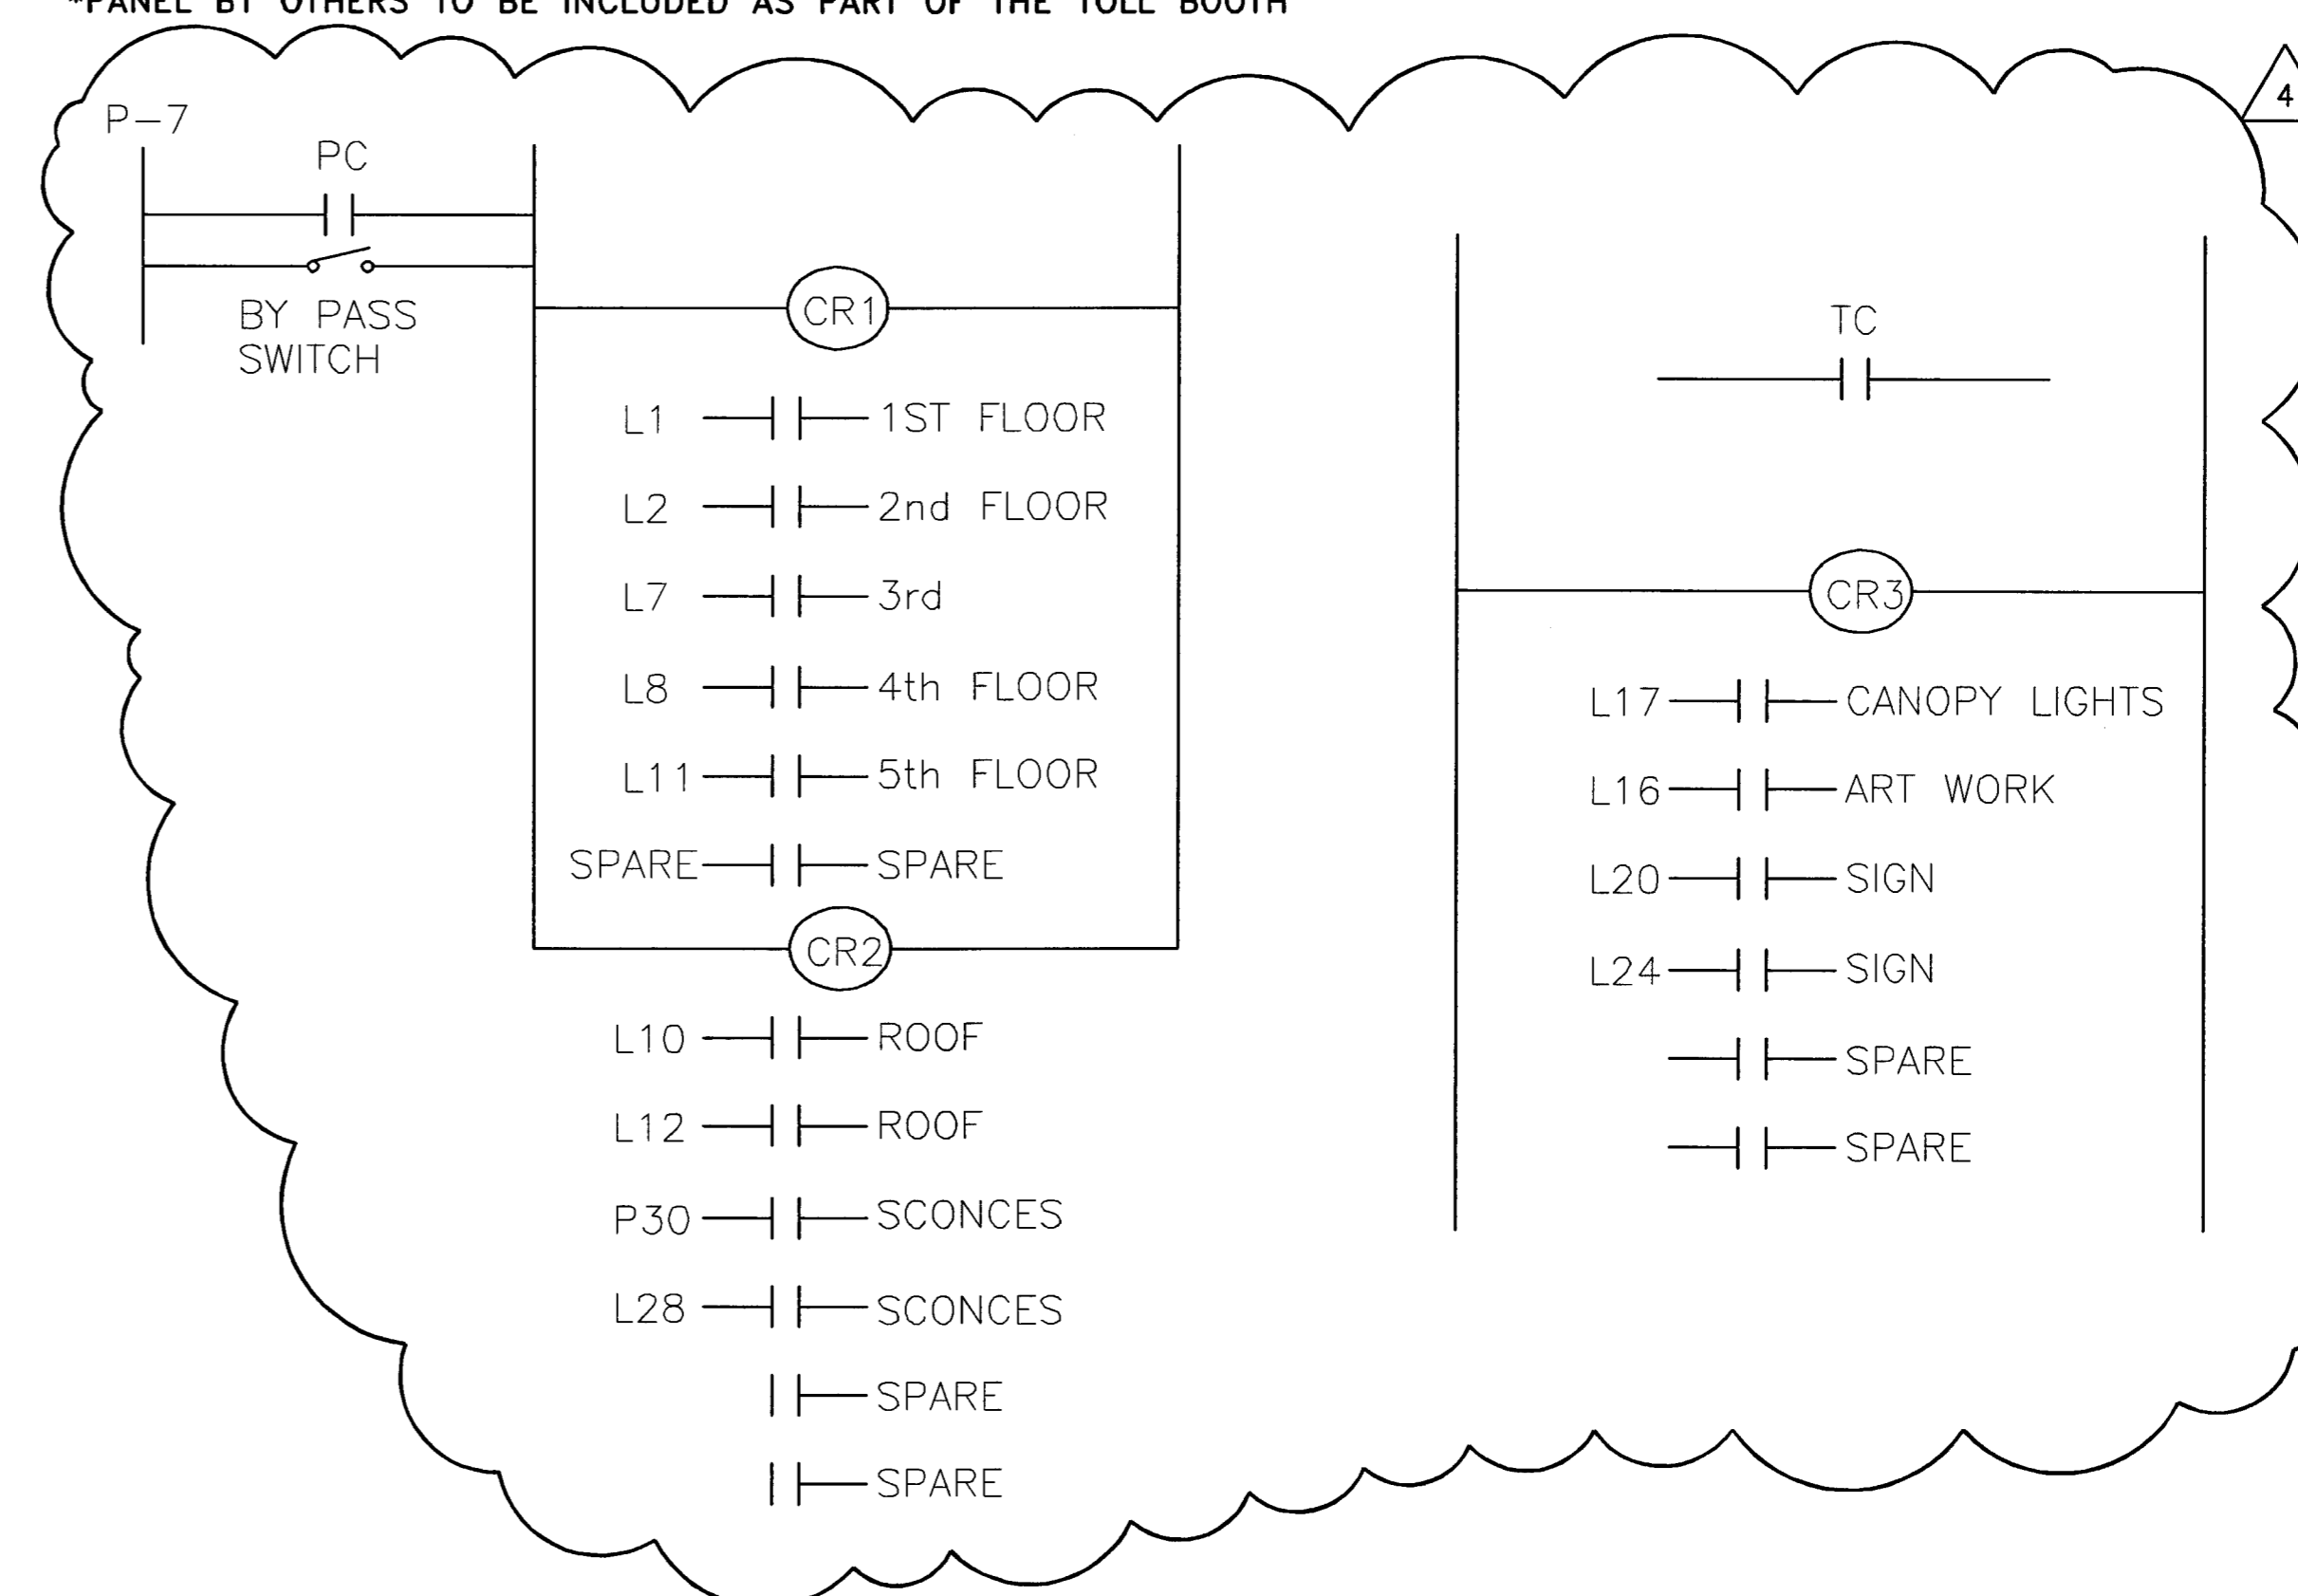 *PANEL BY OTHERS TO BE INCLUDED AS PART OF THE TOLL BOOTH
4
P-7
PC
BY PASS
SWITCH
CR1
L1 1ST FLOOR
L2 2nd FLOOR
L7 3rd
L8 4th FLOOR
L11 5th FLOOR
SPARE SPARE
CR2
L10 ROOF
L12 ROOF
P30 SCONCES
L28 SCONCES
SPARE
SPARE
TC
CR3
L17 CANOPY LIGHTS
L16 ART WORK
L20 SIGN
L24 SIGN
SPARE
SPARE